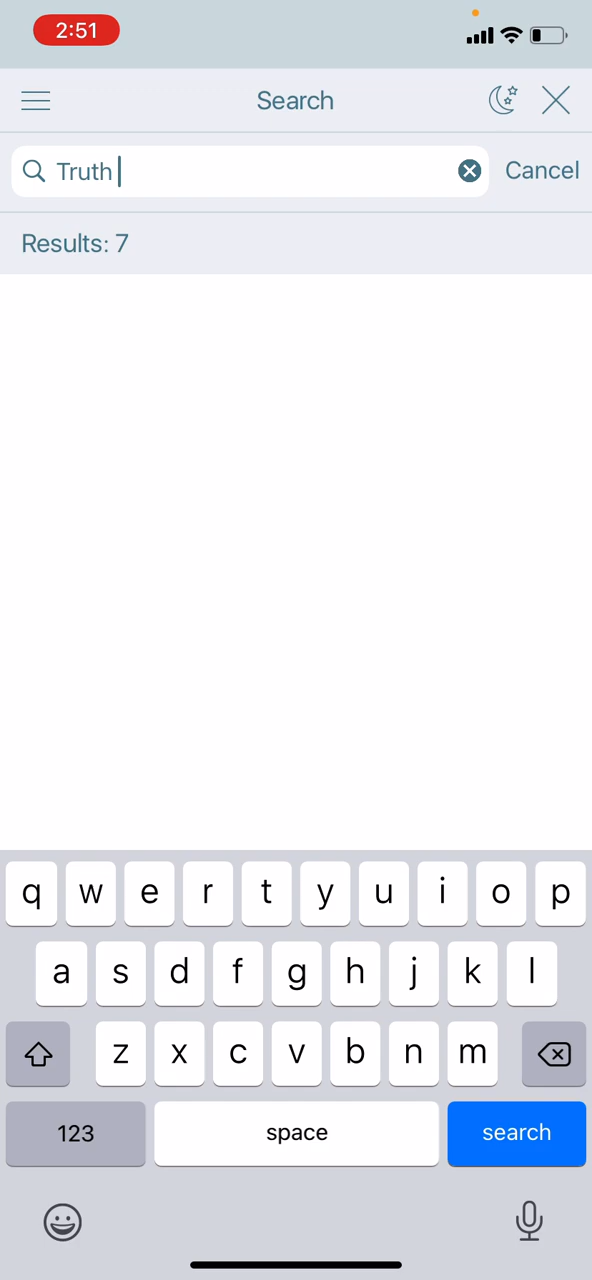 2:51
Search
Truth
Cancel
Results: 7
q w e r t y u i o p
a s d f g h j k l
z x c v b n m
123 space search